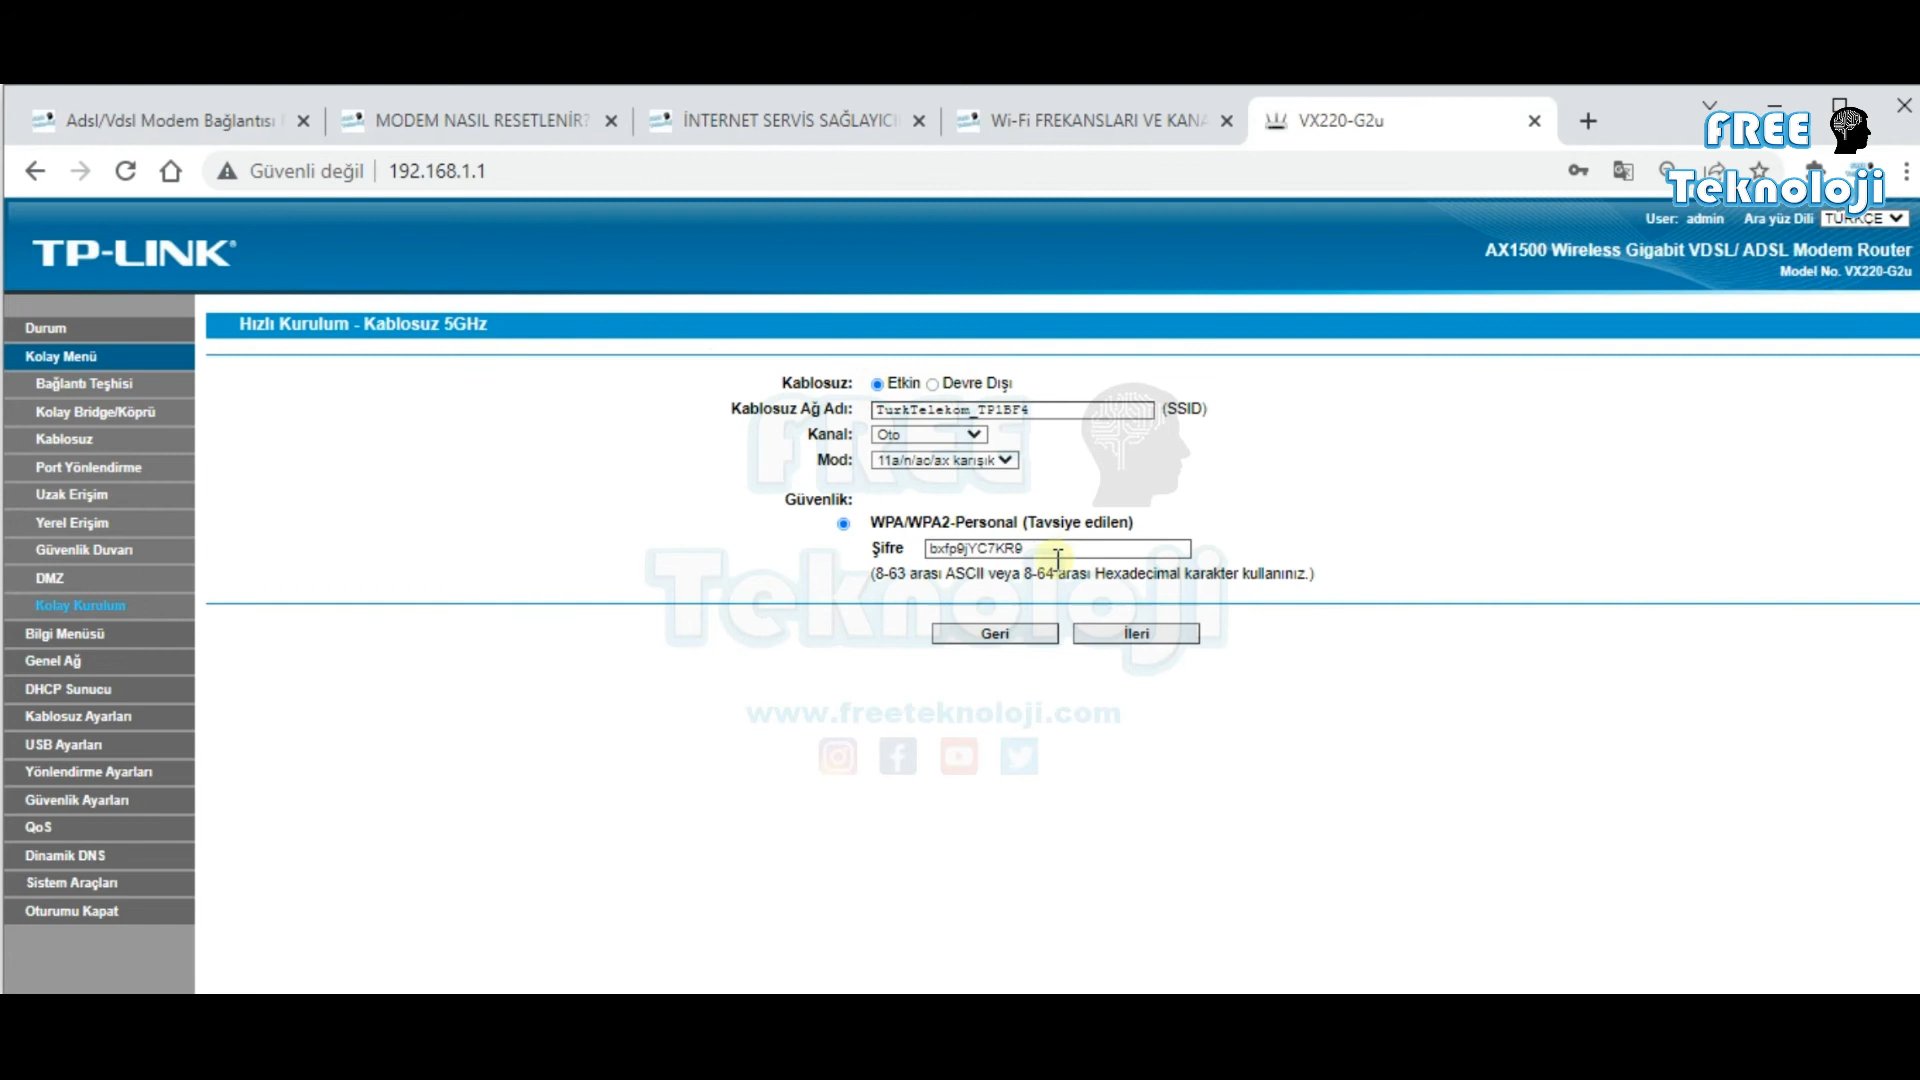 Adsl/Vdsl Modem Bağlantısı
MODEM NASIL RESETLENİR?
İNTERNET SERVİS SAĞLAYICI
Wi-Fi FREKANSLARI VE KANA
VX220-G2u
FREE
Teknoloji
Güvenli değil
192.168.1.1
User: admin
Ara yüz Dili
TÜRKÇE
TP-LINK®
AX1500 Wireless Gigabit VDSL/ ADSL Modem Router
Model No. VX220-G2u
Durum
Kolay Menü
Bağlantı Teşhisi
Kolay Bridge/Köprü
Kablosuz
Port Yönlendirme
Uzak Erişim
Yerel Erişim
Güvenlik Duvarı
DMZ
Kolay Kurulum
Bilgi Menüsü
Genel Ağ
DHCP Sunucu
Kablosuz Ayarları
USB Ayarları
Yönlendirme Ayarları
Güvenlik Ayarları
QoS
Dinamik DNS
Sistem Araçları
Oturumu Kapat
Hızlı Kurulum - Kablosuz 5GHz
Kablosuz: Etkin Devre Dışı
Kablosuz Ağ Adı: TurkTelekom_TP1BF4 (SSID)
Kanal: Oto
Mod: 11a/n/ac/ax karışık
Güvenlik:
WPA/WPA2-Personal (Tavsiye edilen)
Şifre bxfp9jYC7KR9
(8-63 arası ASCII veya 8-64 arası Hexadecimal karakter kullanınız.)
Geri İleri
FREE
Teknoloji
www.freeteknoloji.com